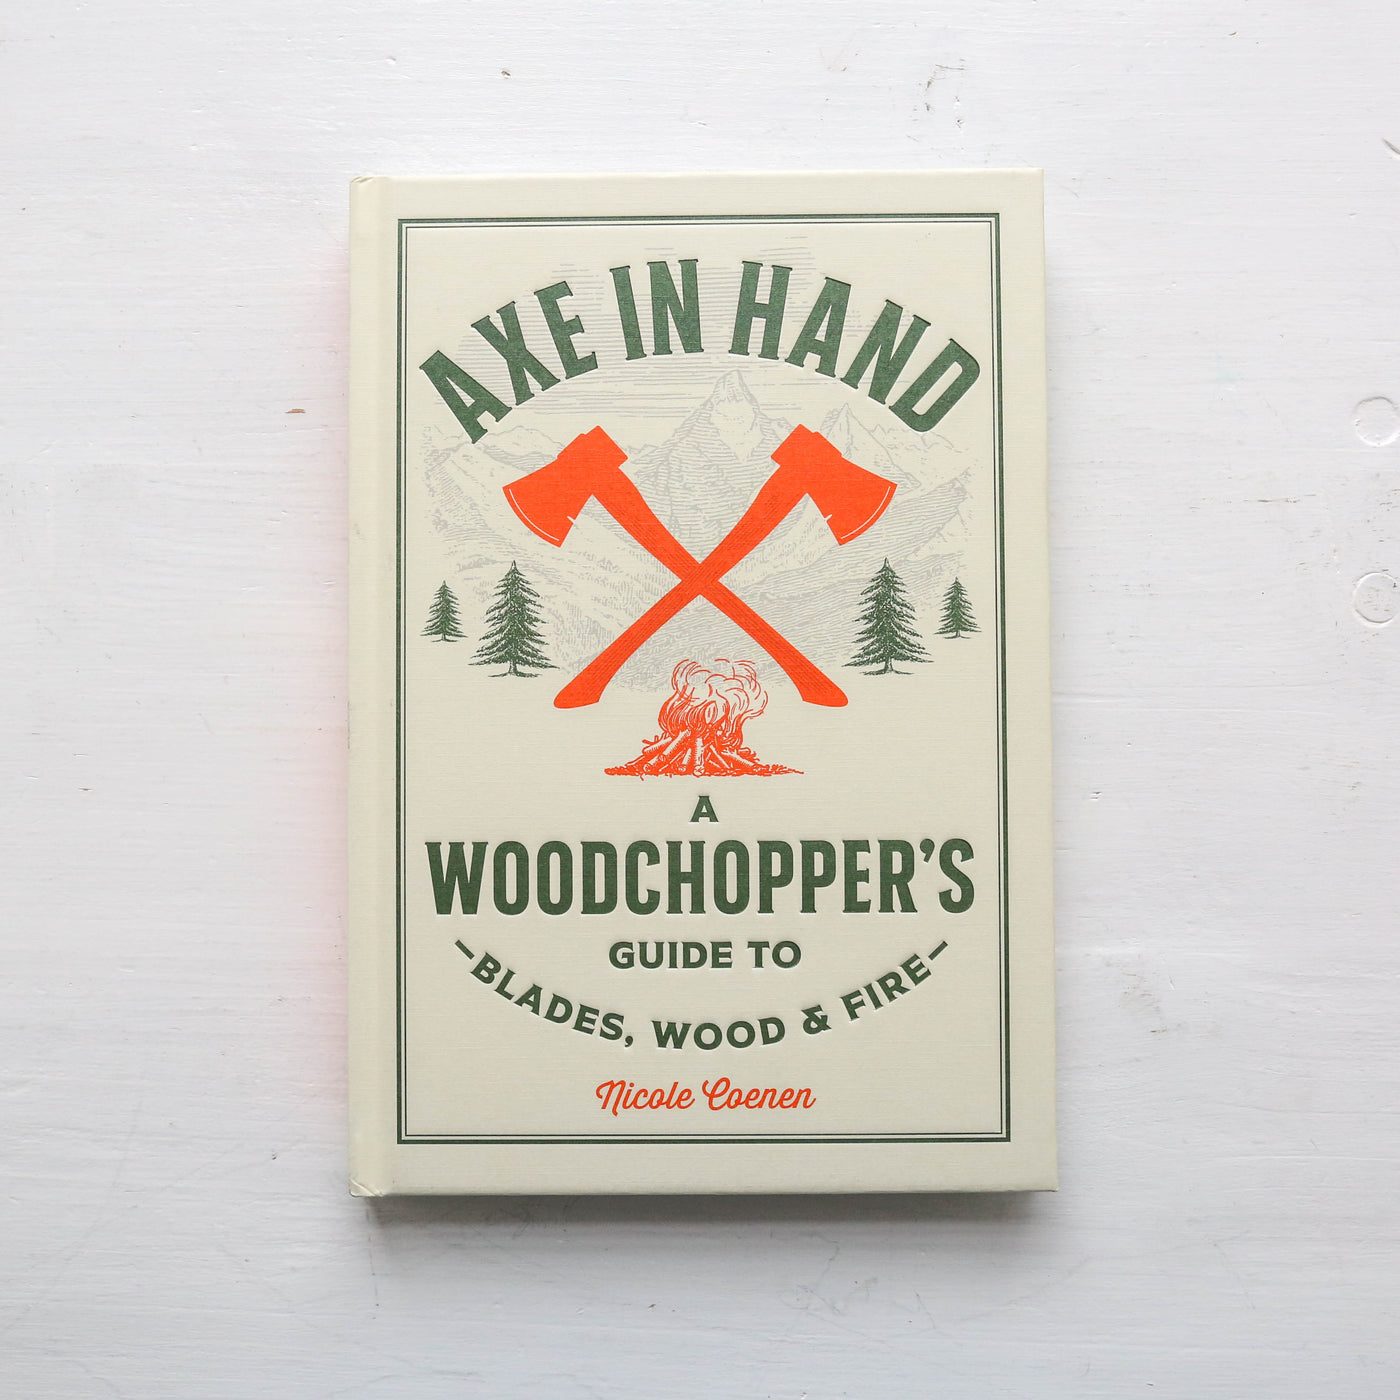 AXE IN HAND
A
WOODCHOPPER'S
GUIDE TO
–BLADES, WOOD & FIRE–
Nicole Coenen